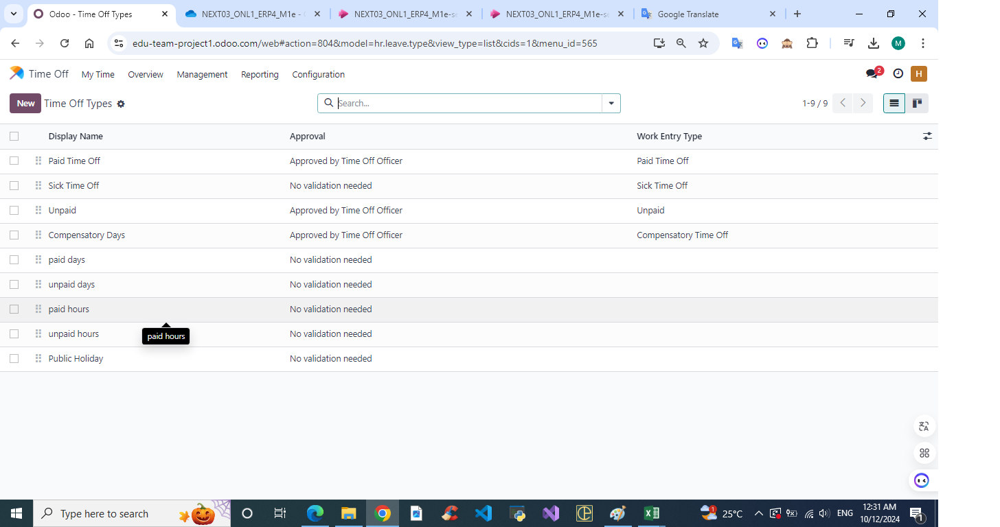 Odoo - Time Off Types
NEXT03_ONL1_ERP4_M1e -
NEXT03_ONL1_ERP4_M1e-se
NEXT03_ONL1_ERP4_M1e-se
Google Translate
edu-team-project1.odoo.com/web#action=804&model=hr.leave.type&view_type=list&cids=1&menu_id=565
M
Time Off My Time Overview Management Reporting Configuration
2
H
New Time Off Types
Search...
1-9 / 9
Display Name Approval Work Entry Type
Paid Time Off Approved by Time Off Officer Paid Time Off
Sick Time Off No validation needed Sick Time Off
Unpaid Approved by Time Off Officer Unpaid
Compensatory Days Approved by Time Off Officer Compensatory Time Off
paid days No validation needed
unpaid days No validation needed
paid hours No validation needed
unpaid hours No validation needed
paid hours
Public Holiday No validation needed
Type here to search
1
25°C
ENG
12:31 AM
10/12/2024
1